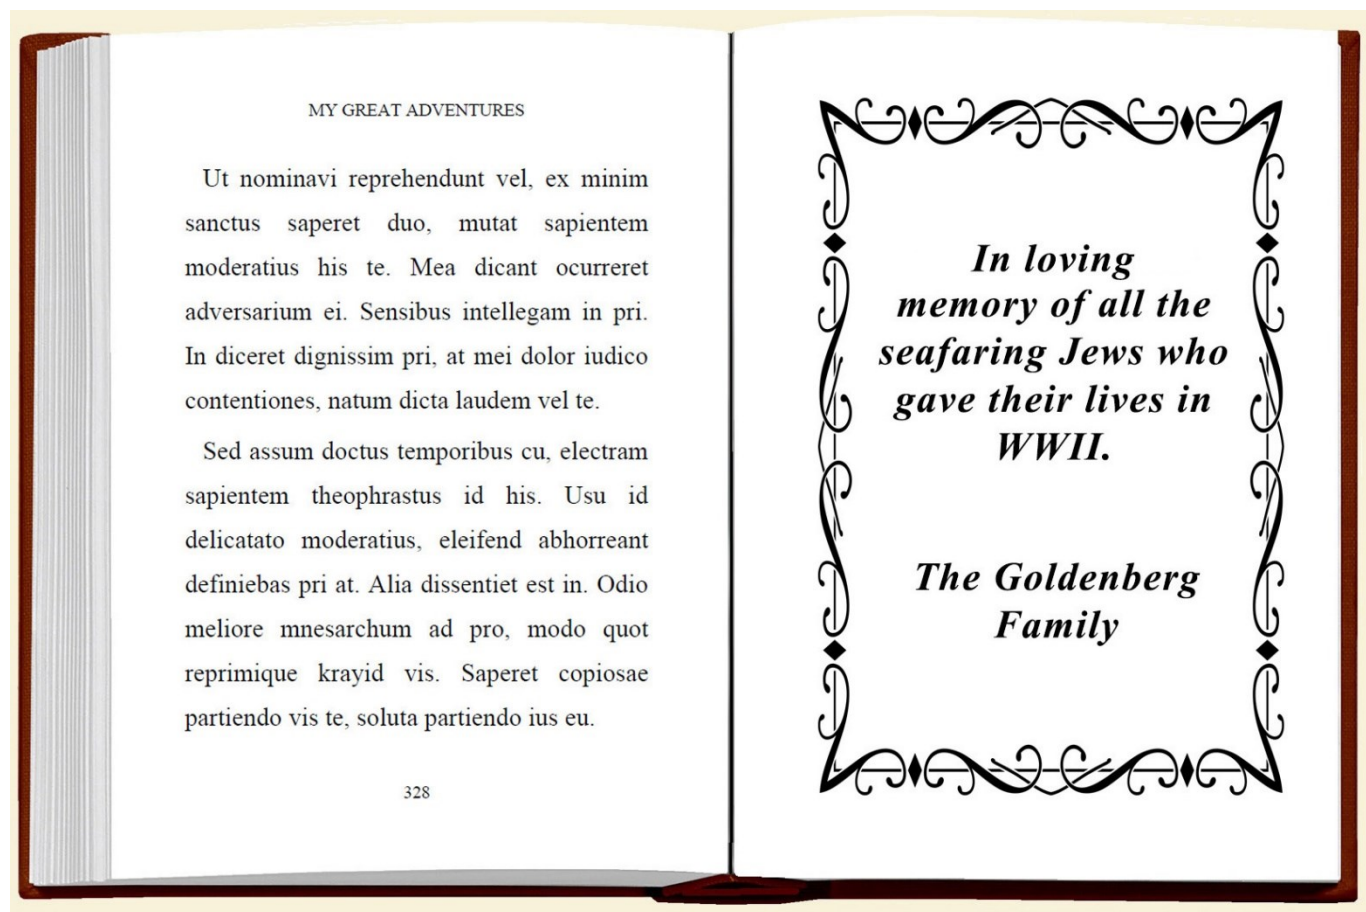 MY GREAT ADVENTURES
Ut nominavi reprehendunt vel, ex minim
sanctus saperet duo, mutat sapientem
moderatius his te. Mea dicant ocurreret
adversarium ei. Sensibus intellegam in pri.
In diceret dignissim pri, at mei dolor iudico
contentiones, natum dicta laudem vel te.
Sed assum doctus temporibus cu, electram
sapientem theophrastus id his. Usu id
delicatato moderatius, eleifend abhorreant
definiebas pri at. Alia dissentiet est in. Odio
meliore mnesarchum ad pro, modo quot
reprimique krayid vis. Saperet copiosae
partiendo vis te, soluta partiendo ius eu.
328
In loving
memory of all the
seafaring Jews who
gave their lives in
WWII.
The Goldenberg
Family